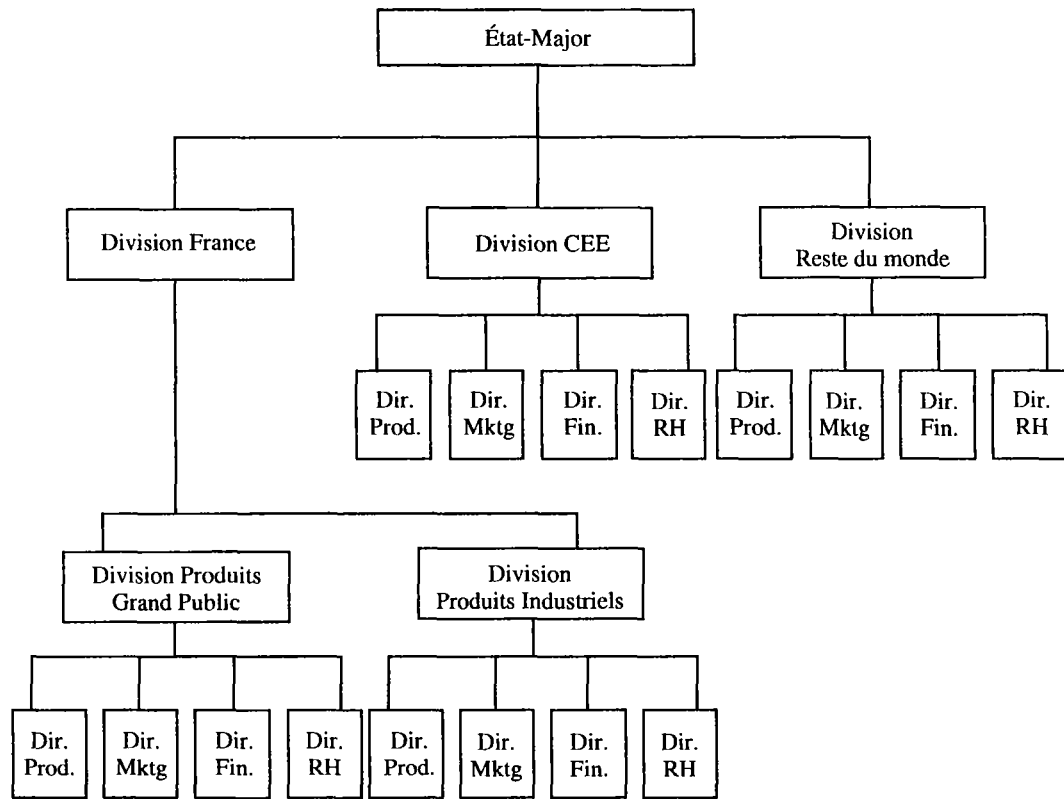 État-Major
Division France
Division CEE
Division
Reste du monde
Dir.
Prod.
Dir.
Mktg
Dir.
Fin.
Dir.
RH
Dir.
Prod.
Dir.
Mktg
Dir.
Fin.
Dir.
RH
Division Produits
Grand Public
Division
Produits Industriels
Dir.
Prod.
Dir.
Mktg
Dir.
Fin.
Dir.
RH
Dir.
Prod.
Dir.
Mktg
Dir.
Fin.
Dir.
RH